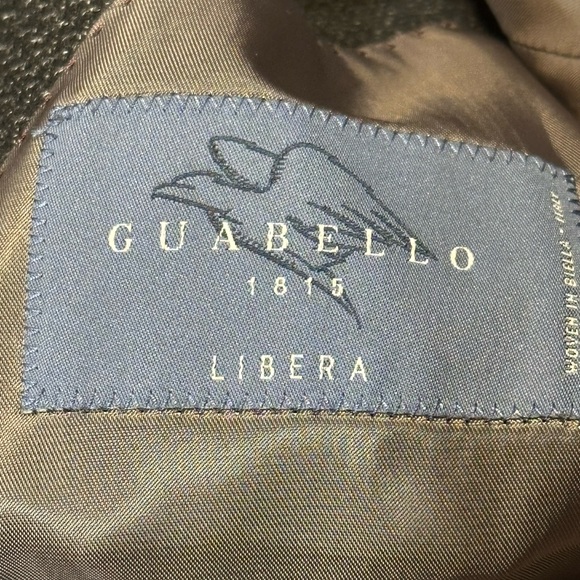 GUABELLO
1815
LIBERA
WOVEN IN BIELLA - ITALY